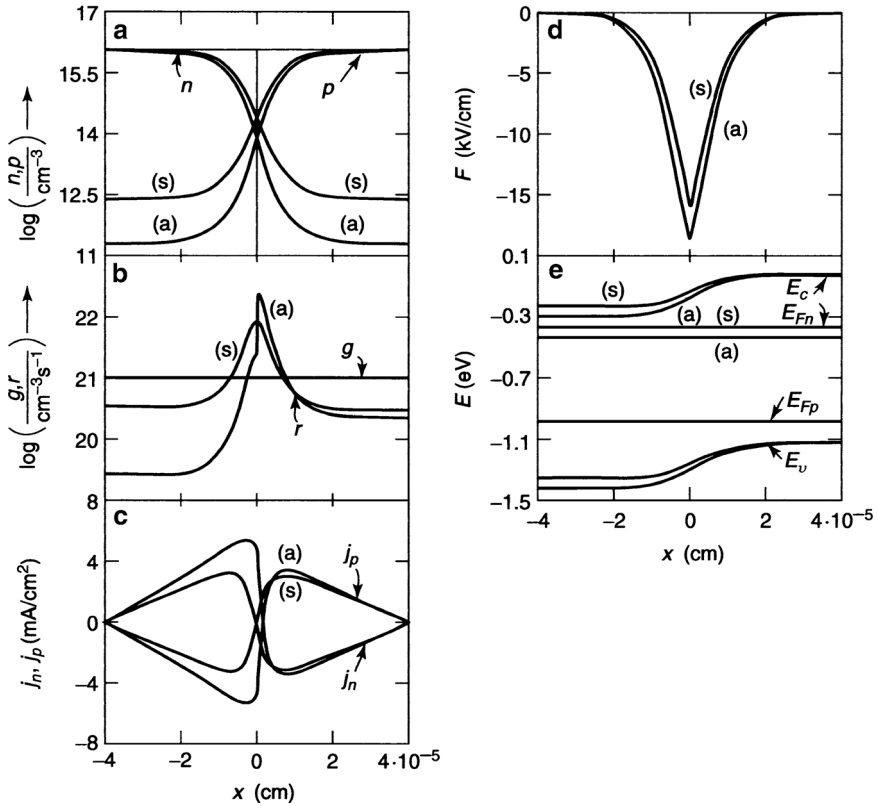 a
16
15.5
14
12.5
11
log (n,p / cm⁻³)
n
p
(s)
(s)
(a)
(a)
b
22
21
20
8
log (g,r / cm⁻³s⁻¹)
(a)
(s)
g
r
c
4
0
−4
−8
jn, jp (mA/cm²)
(a)
(s)
jp
jn
−4 −2 0 2 4·10⁻⁵
x (cm)
d
0
−5
−10
−15
0.1
F (kV/cm)
(s)
(a)
e
−0.3
−0.7
−1.1
−1.5
E (eV)
(s)
Ec
(a) (s)
EFn
(a)
EFp
Eυ
−4 −2 0 2 4·10⁻⁵
x (cm)